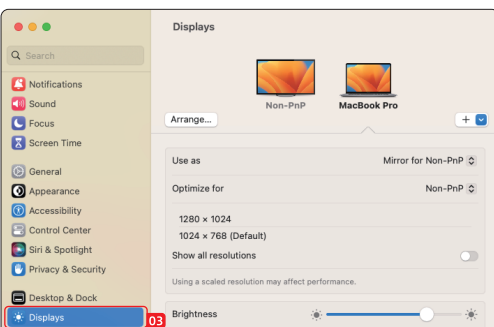 Displays
Search
Notifications
Sound
Focus
Screen Time
General
Appearance
Accessibility
Control Center
Siri & Spotlight
Privacy & Security
Desktop & Dock
Displays
03
Non-PnP
MacBook Pro
Arrange...
+
Use as
Mirror for Non-PnP
Optimize for
Non-PnP
1280 × 1024
1024 × 768 (Default)
Show all resolutions
Using a scaled resolution may affect performance.
Brightness